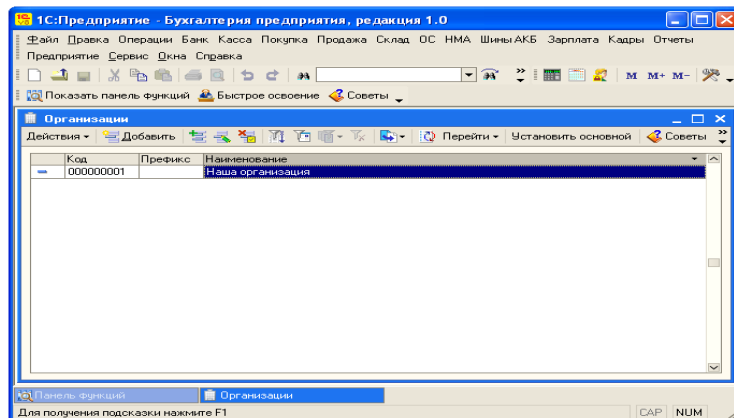 1С:Предприятие - Бухгалтерия предприятия, редакция 1.0
Файл Правка Операции Банк Касса Покупка Продажа Склад ОС НМА Шины АКБ Зарплата Кадры Отчеты
Предприятие Сервис Окна Справка
M M+ M-
Показать панель функций Быстрое освоение Советы
Организации
Действия Добавить Перейти Установить основной Советы
Код Префикс Наименование
000000001 Наша организация
Панель функций Организации
Для получения подсказки нажмите F1 CAP NUM